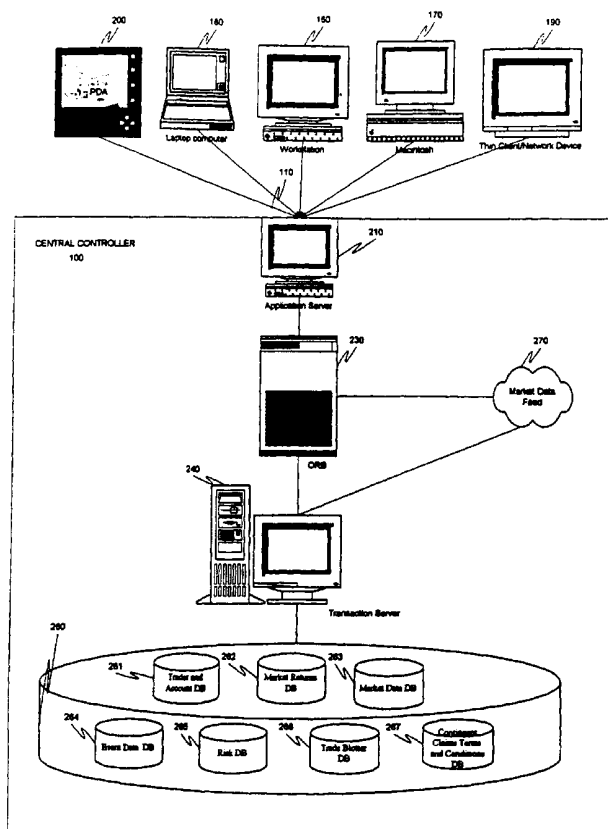 200
180
160
170
190
PDA
Laptop computer
Workstation
Macintosh
Thin Client/Network Device
110
CENTRAL CONTROLLER
100
210
Application Server
230
270
Market Data
Feed
ORB
240
Transaction Server
260
261
Trader and
Account DB
262
Market Returns
DB
263
Market Data DB
264
Event Data DB
265
Risk DB
266
Trade Blotter
DB
267
Contingent
Claims Terms
and Conditions
DB